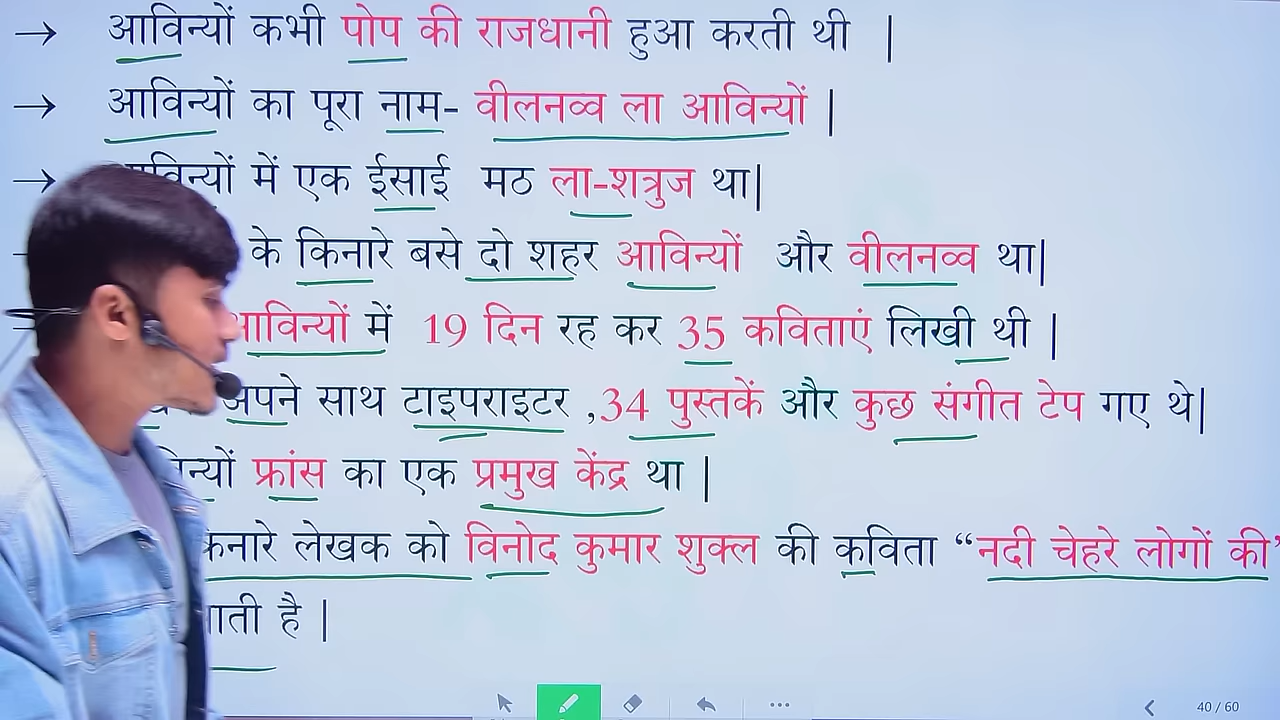 → आविन्यों कभी पोप की राजधानी हुआ करती थी |
→ आविन्यों का पूरा नाम- वीलनव्व ला आविन्यों |
→ में एक ईसाई मठ ला-शत्रुज था|
के किनारे बसे दो शहर आविन्यों और वीलनव्व था|
आविन्यों में 19 दिन रह कर 35 कविताएं लिखी थी |
अपने साथ टाइपराइटर ,34 पुस्तकें और कुछ संगीत टेप गए थे|
फ्रांस का एक प्रमुख केंद्र था |
लेखक को विनोद कुमार शुक्ल की कविता “नदी चेहरे लोगों की”
है |
40 / 60